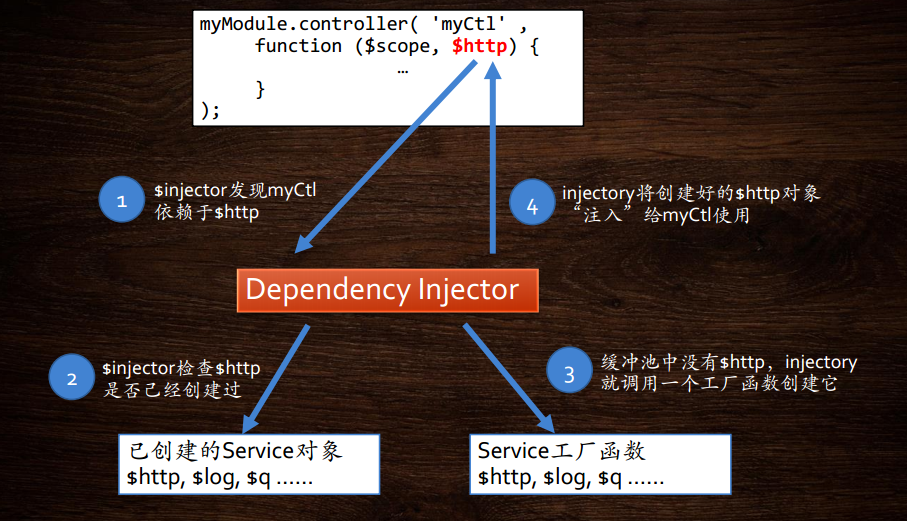 myModule.controller( 'myCtl' ,
function ($scope, $http) {
…
}
);
1
$injector发现myCtl
依赖于$http
4
injectory将创建好的$http对象
“注入”给myCtl使用
Dependency Injector
2
$injector检查$http
是否已经创建过
3
缓冲池中没有$http，injectory
就调用一个工厂函数创建它
已创建的Service对象
$http, $log, $q ……
Service工厂函数
$http, $log, $q ……